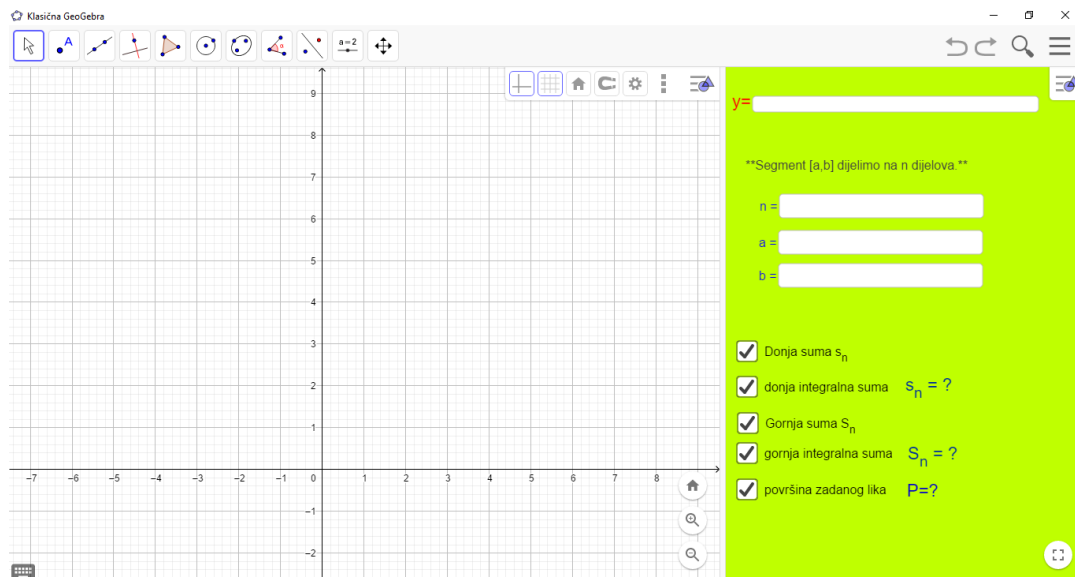 Klasična GeoGebra
A
a=2
y=
**Segment [a,b] dijelimo na n dijelova.**
n =
a =
b =
Donja suma sn
donja integralna suma sn = ?
Gornja suma Sn
gornja integralna suma Sn = ?
površina zadanog lika P=?
9
8
7
6
5
4
3
2
1
−7 −6 −5 −4 −3 −2 −1 0 1 2 3 4 5 6 7 8
−1
−2